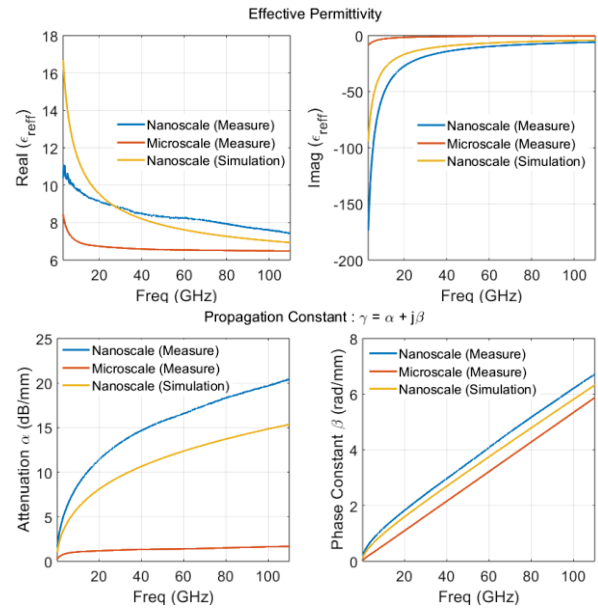 Effective Permittivity
Real (ϵreff)
18
16
14
12
10
8
6
Nanoscale (Measure)
Microscale (Measure)
Nanoscale (Simulation)
20 40 60 80 100
Freq (GHz)
Imag (ϵreff)
0
-50
-100
-150
-200
Nanoscale (Measure)
Microscale (Measure)
Nanoscale (Simulation)
20 40 60 80 100
Freq (GHz)
Propagation Constant : γ = α + jβ
Attenuation α (dB/mm)
25
20
15
10
5
0
Nanoscale (Measure)
Microscale (Measure)
Nanoscale (Simulation)
20 40 60 80 100
Freq (GHz)
Phase Constant β (rad/mm)
8
6
4
2
0
Nanoscale (Measure)
Microscale (Measure)
Nanoscale (Simulation)
20 40 60 80 100
Freq (GHz)